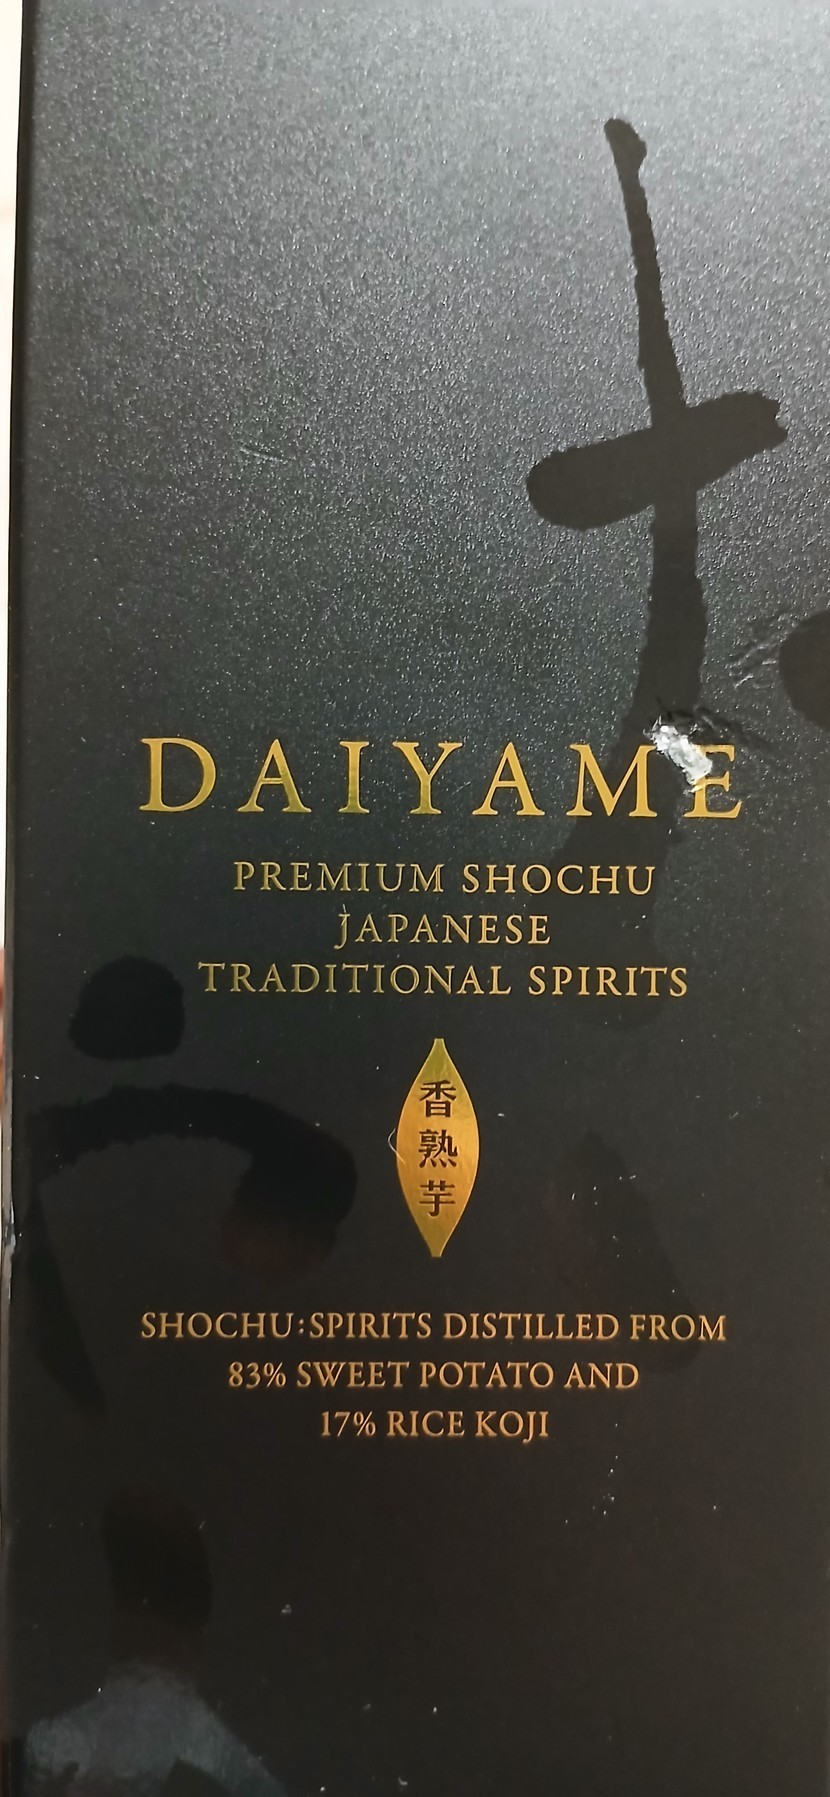 DAIYAME
PREMIUM SHOCHU
JAPANESE
TRADITIONAL SPIRITS
香熟芋
SHOCHU:SPIRITS DISTILLED FROM
83% SWEET POTATO AND
17% RICE KOJI